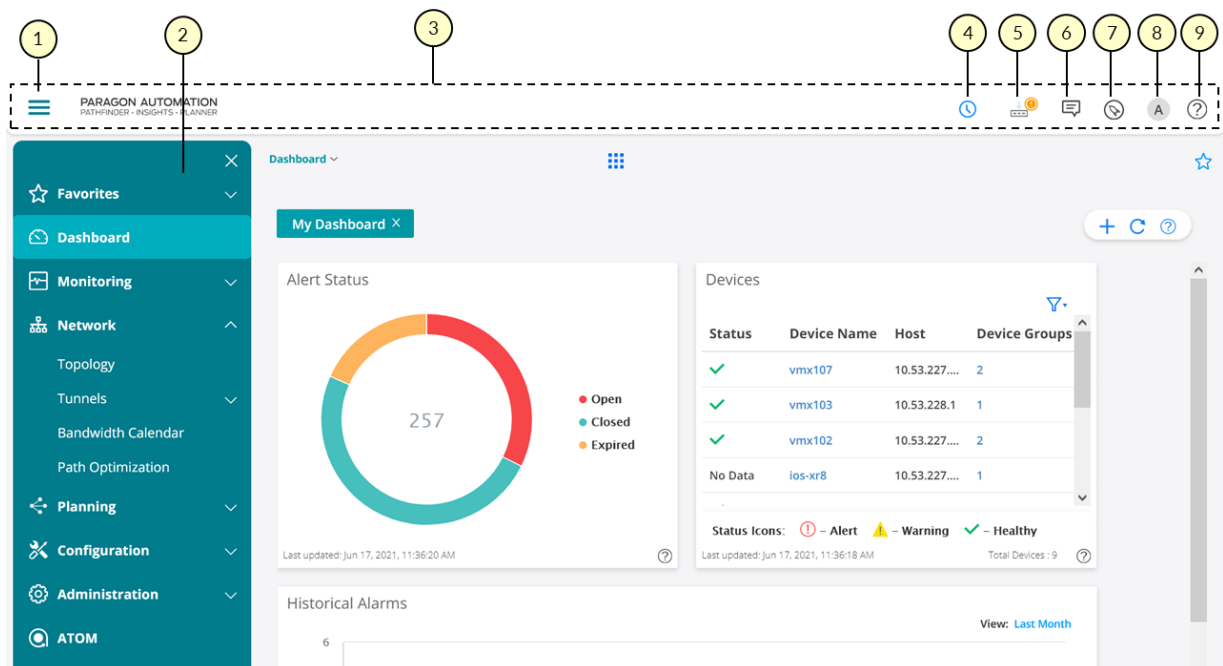 1 2 3 4 5 6 7 8 9
PARAGON AUTOMATION
PATHFINDER • INSIGHTS • PLANNER
A
Favorites
Dashboard
Monitoring
Network
Topology
Tunnels
Bandwidth Calendar
Path Optimization
Planning
Configuration
Administration
ATOM
Dashboard
My Dashboard X
Alert Status
257
Open
Closed
Expired
Last updated: Jun 17, 2021, 11:36:20 AM
Devices
Status Device Name Host Device Groups
vmx107 10.53.227.... 2
vmx103 10.53.228.1 1
vmx102 10.53.227.... 2
No Data ios-xr8 10.53.227.... 1
Status Icons: – Alert – Warning – Healthy
Last updated: Jun 17, 2021, 11:36:18 AM Total Devices : 9
Historical Alarms
View: Last Month
6